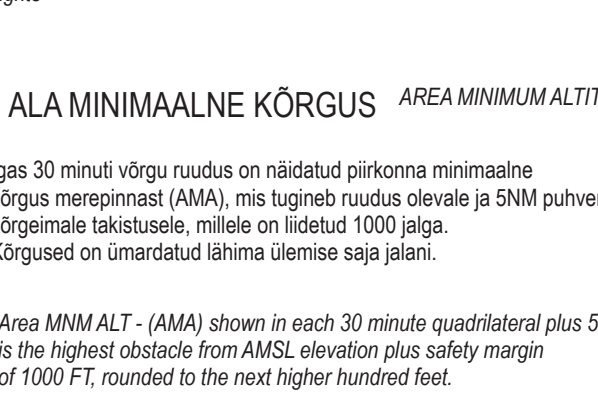 ALA MINIMAALNE KÕRGUS AREA MINIMUM ALTIT
gas 30 minuti võrgu ruudus on näidatud piirkonna minimaalne
õrgus merepinnast (AMA), mis tugineb ruudus olevale ja 5NM puhver
õrgeimale takistusele, millele on liidetud 1000 jalga.
Kõrgused on ümardatud lähima ülemise saja jalani.
Area MNM ALT - (AMA) shown in each 30 minute quadrilateral plus 5
is the highest obstacle from AMSL elevation plus safety margin
of 1000 FT, rounded to the next higher hundred feet.